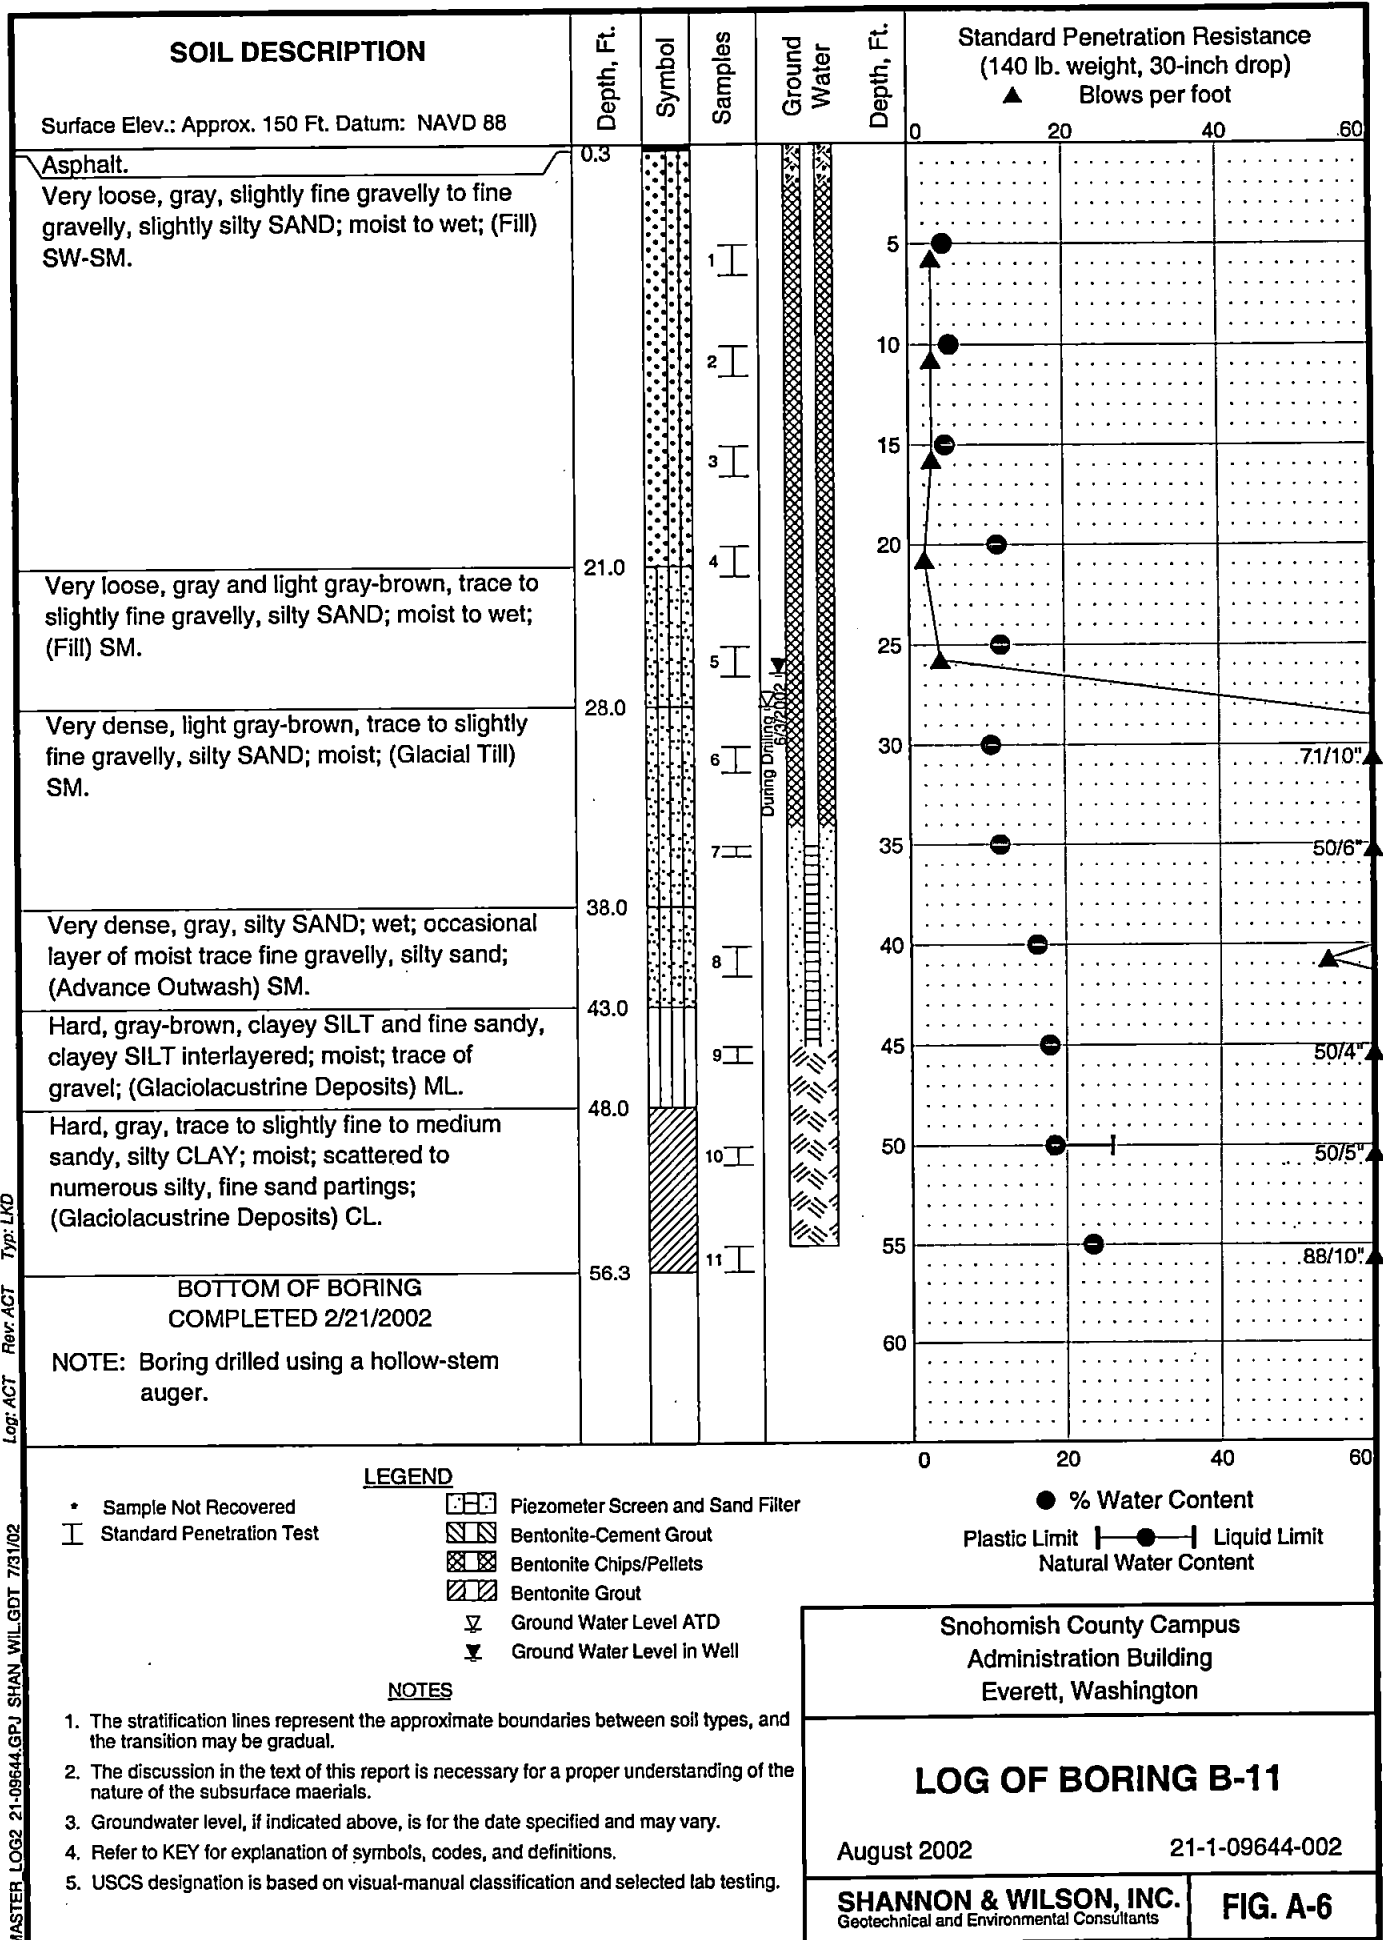 SOIL DESCRIPTION
Surface Elev.: Approx. 150 Ft. Datum: NAVD 88
Depth, Ft.
Symbol
Samples
Ground
Water
Depth, Ft.
Standard Penetration Resistance
(140 lb. weight, 30-inch drop)
▲ Blows per foot
0 20 40 60
Asphalt.
0.3
Very loose, gray, slightly fine gravelly to fine
gravelly, slightly silty SAND; moist to wet; (Fill)
SW-SM.
1
5
2
10
3
15
4
20
21.0
Very loose, gray and light gray-brown, trace to
slightly fine gravelly, silty SAND; moist to wet;
(Fill) SM.
5
25
28.0
During Drilling
6/3/2002
Very dense, light gray-brown, trace to slightly
fine gravelly, silty SAND; moist; (Glacial Till)
SM.
6
30
71/10"
7
35
50/6"
38.0
Very dense, gray, silty SAND; wet; occasional
layer of moist trace fine gravelly, silty sand;
(Advance Outwash) SM.
8
40
43.0
Hard, gray-brown, clayey SILT and fine sandy,
clayey SILT interlayered; moist; trace of
gravel; (Glaciolacustrine Deposits) ML.
9
45
50/4"
48.0
Hard, gray, trace to slightly fine to medium
sandy, silty CLAY; moist; scattered to
numerous silty, fine sand partings;
(Glaciolacustrine Deposits) CL.
10
50
50/5"
11
55
88/10"
56.3
BOTTOM OF BORING
COMPLETED 2/21/2002
60
NOTE: Boring drilled using a hollow-stem
auger.
0 20 40 60
LEGEND
* Sample Not Recovered
Standard Penetration Test
Piezometer Screen and Sand Filter
Bentonite-Cement Grout
Bentonite Chips/Pellets
Bentonite Grout
Ground Water Level ATD
Ground Water Level in Well
● % Water Content
Plastic Limit Liquid Limit
Natural Water Content
NOTES
1. The stratification lines represent the approximate boundaries between soil types, and
the transition may be gradual.
2. The discussion in the text of this report is necessary for a proper understanding of the
nature of the subsurface maerials.
3. Groundwater level, if indicated above, is for the date specified and may vary.
4. Refer to KEY for explanation of symbols, codes, and definitions.
5. USCS designation is based on visual-manual classification and selected lab testing.
Snohomish County Campus
Administration Building
Everett, Washington
LOG OF BORING B-11
August 2002 21-1-09644-002
SHANNON & WILSON, INC.
Geotechnical and Environmental Consultants
FIG. A-6
MASTER_LOG2 21-09644.GPJ SHAN_WIL.GDT 7/31/02 Log: ACT Rev: ACT Typ: LKD